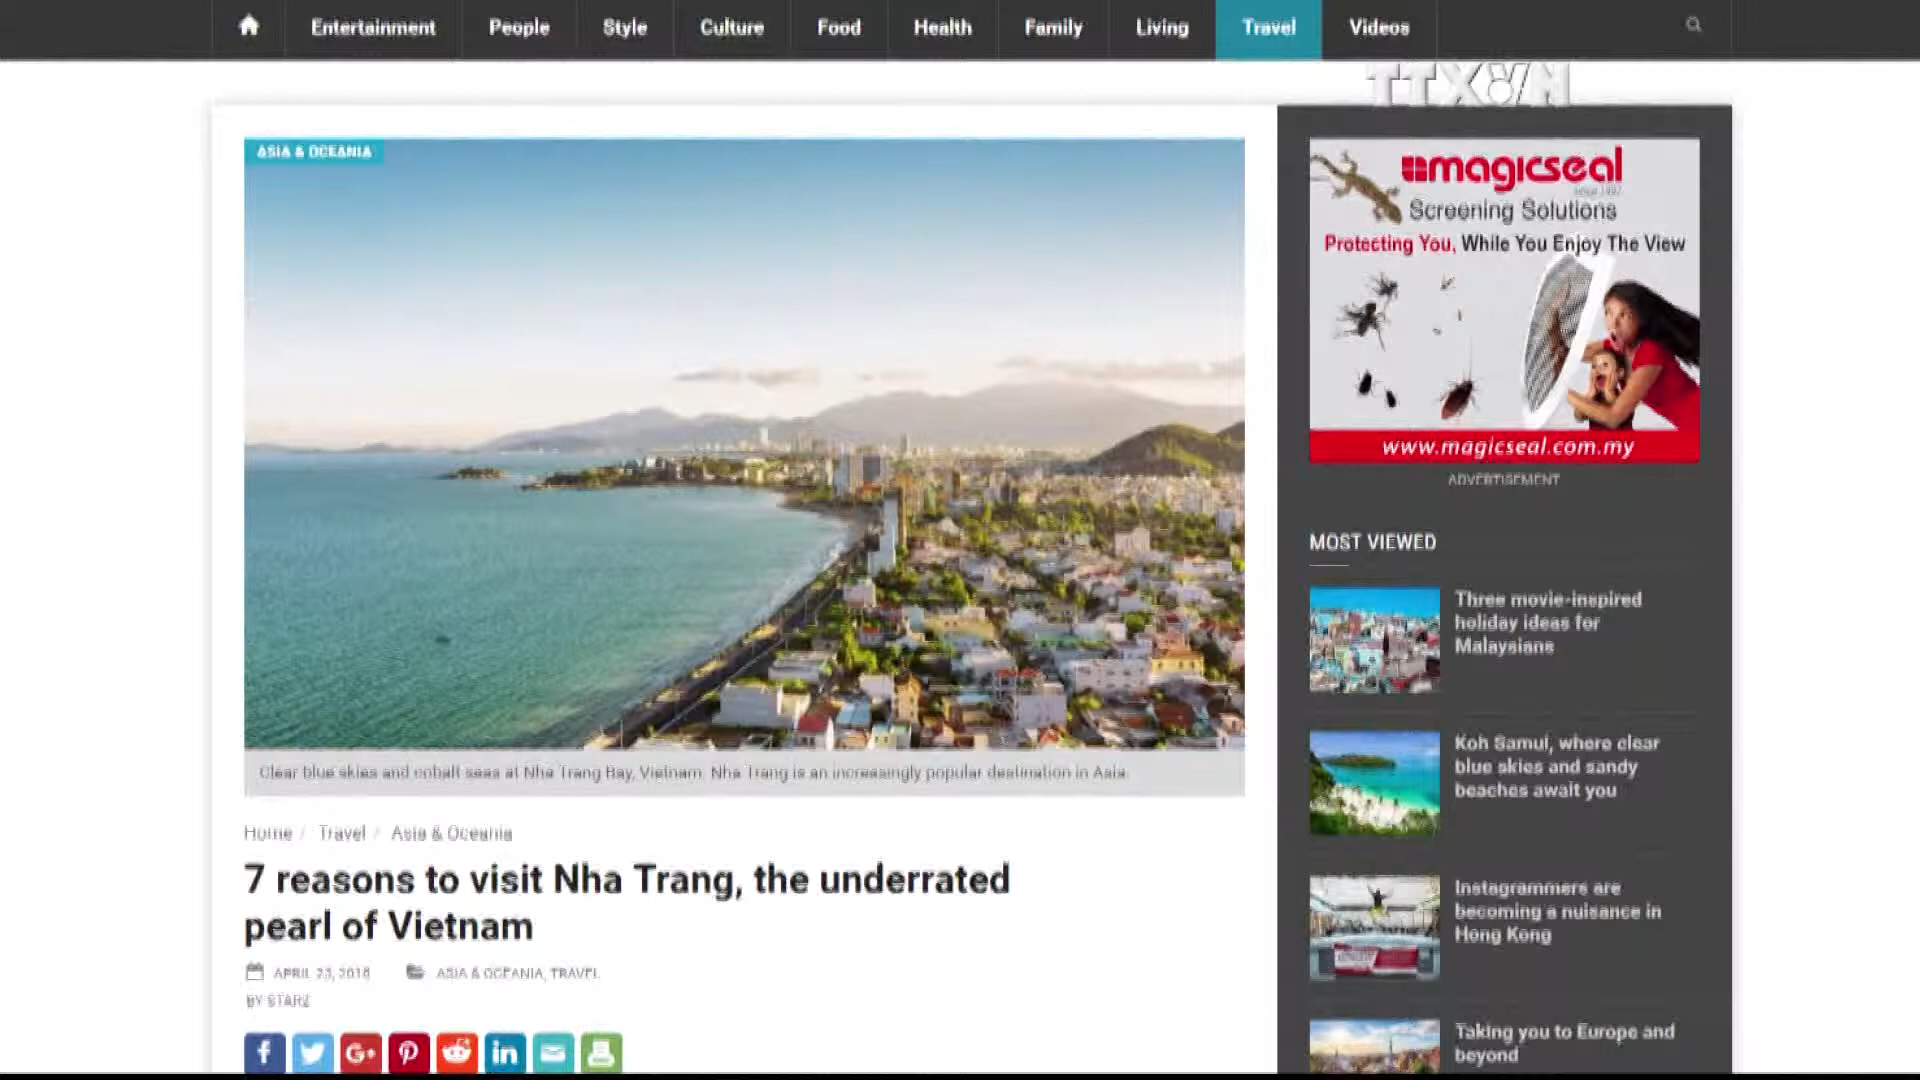 Entertainment People Style Culture Food Health Family Living Travel Videos
TTXVN
ASIA & OCEANIA
Clear blue skies and cobalt seas at Nha Trang Bay, Vietnam. Nha Trang is an increasingly popular destination in Asia.
Home / Travel / Asia & Oceania
7 reasons to visit Nha Trang, the underrated
pearl of Vietnam
APRIL 23, 2018 ASIA & OCEANIA, TRAVEL
BY STAR2
magicseal
since 1997
Screening Solutions
Protecting You, While You Enjoy The View
www.magicseal.com.my
ADVERTISEMENT
MOST VIEWED
Three movie-inspired
holiday ideas for
Malaysians
Koh Samui, where clear
blue skies and sandy
beaches await you
Instagrammers are
becoming a nuisance in
Hong Kong
Taking you to Europe and
beyond